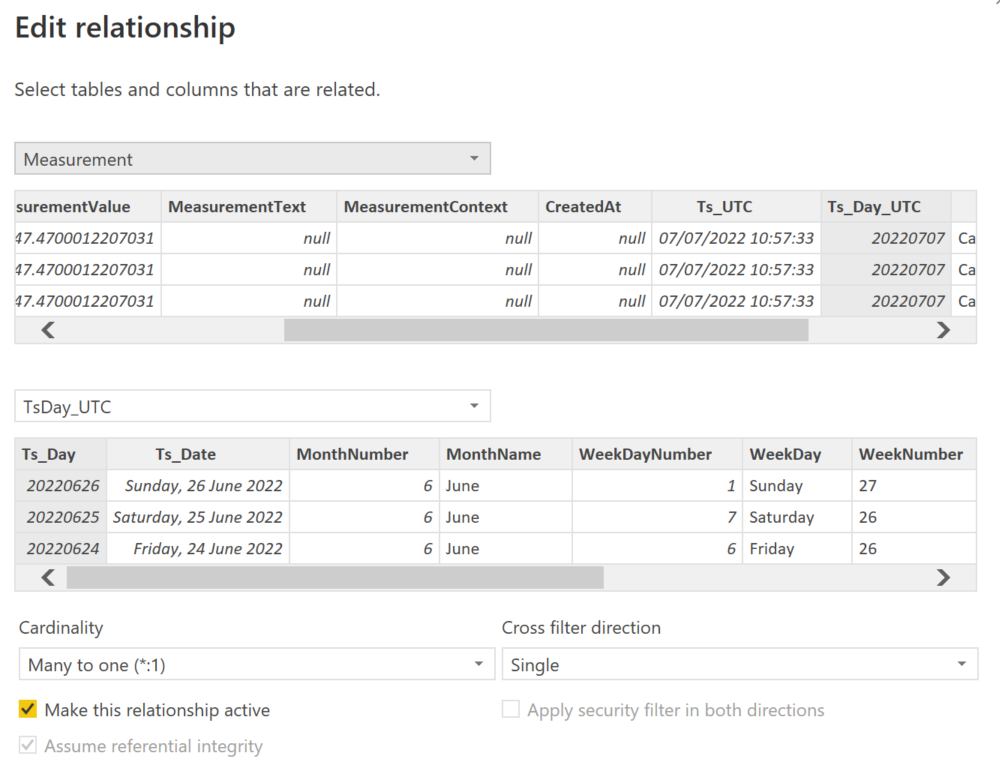 Edit relationship
Select tables and columns that are related.
Measurement
surementValue MeasurementText MeasurementContext CreatedAt Ts_UTC Ts_Day_UTC
47.4700012207031 null null null 07/07/2022 10:57:33 20220707 Ca
47.4700012207031 null null null 07/07/2022 10:57:33 20220707 Ca
47.4700012207031 null null null 07/07/2022 10:57:33 20220707 Ca
TsDay_UTC
Ts_Day Ts_Date MonthNumber MonthName WeekDayNumber WeekDay WeekNumber
20220626 Sunday, 26 June 2022 6 June 1 Sunday 27
20220625 Saturday, 25 June 2022 6 June 7 Saturday 26
20220624 Friday, 24 June 2022 6 June 6 Friday 26
Cardinality Cross filter direction
Many to one (*:1) Single
Make this relationship active Apply security filter in both directions
Assume referential integrity